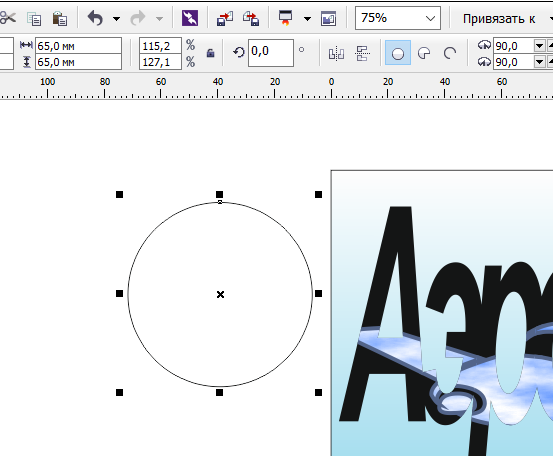 75% Привязать к
65,0 мм 115,2 % 0,0 ° 90,0
65,0 мм 127,1 % 90,0
100 80 60 40 20 0 20 40 60
Аэро